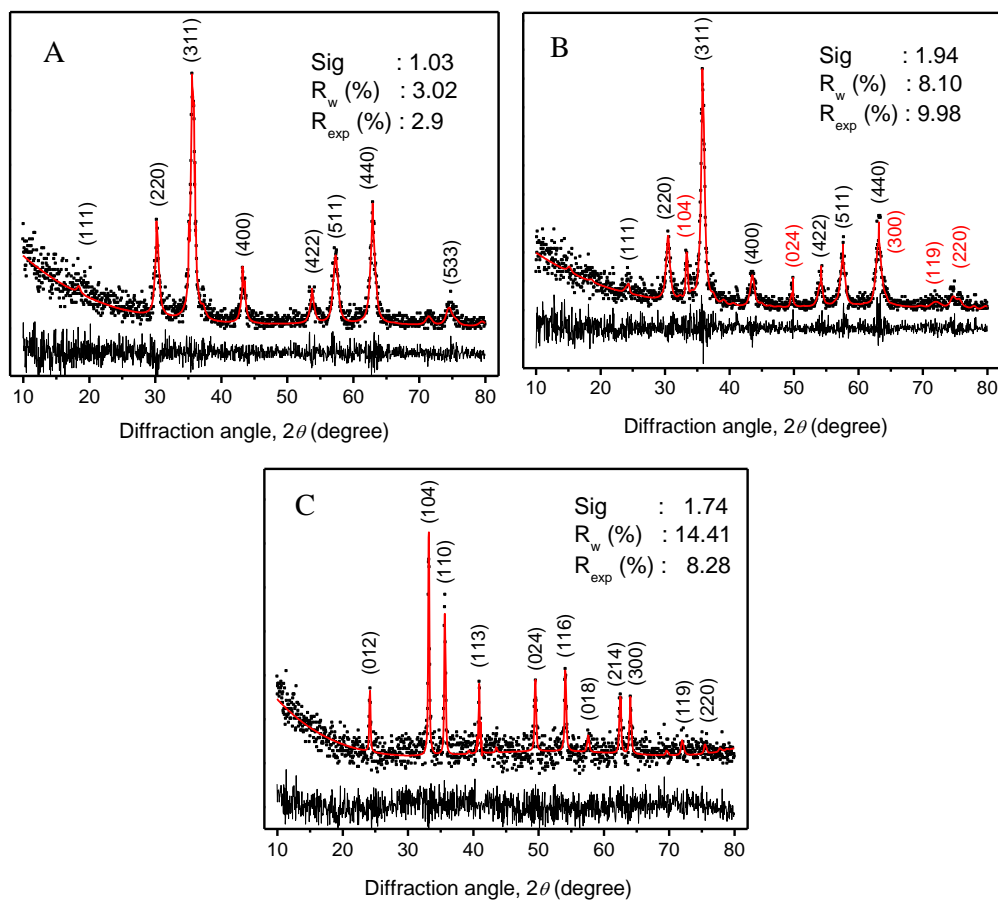 A
Sig : 1.03
R_w (%) : 3.02
R_exp (%) : 2.9
(111)
(220)
(311)
(400)
(422)
(511)
(440)
(533)
10 20 30 40 50 60 70 80
Diffraction angle, 2θ (degree)
B
Sig : 1.94
R_w (%) : 8.10
R_exp (%) : 9.98
(111)
(220)
(104)
(311)
(400)
(024)
(422)
(511)
(440)
(300)
(119)
(220)
10 20 30 40 50 60 70 80
Diffraction angle, 2θ (degree)
C
Sig : 1.74
R_w (%) : 14.41
R_exp (%) : 8.28
(012)
(104)
(110)
(113)
(024)
(116)
(018)
(214)
(300)
(119)
(220)
10 20 30 40 50 60 70 80
Diffraction angle, 2θ (degree)